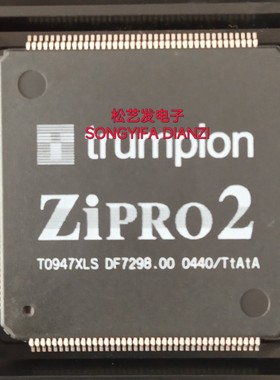 松艺发电子
SONGYIFA DIANZI
trumpion
ZiPRO2
T0947XLS DF7298.00 0440/TtAtA